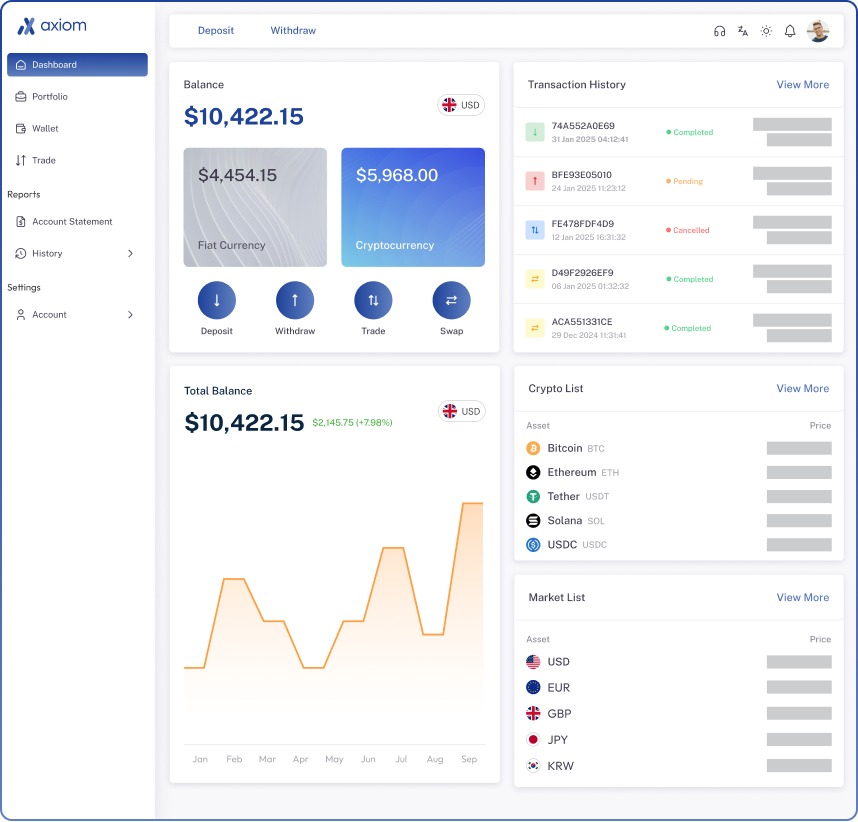 axiom
Dashboard
Portfolio
Wallet
Trade
Reports
Account Statement
History
Settings
Account
Deposit Withdraw
Balance
$10,422.15
USD
$4,454.15
Fiat Currency
$5,968.00
Cryptocurrency
Deposit Withdraw Trade Swap
Total Balance
$10,422.15 $2,145.75 (+7.98%)
USD
Jan Feb Mar Apr May Jun Jul Aug Sep
Transaction History View More
74A552A0E69
31 Jan 2025 04:12:41
Completed
BFE93E05010
24 Jan 2025 11:23:12
Pending
FE478FDF4D9
12 Jan 2025 16:31:32
Cancelled
D49F2926EF9
06 Jan 2025 01:32:32
Completed
ACA551331CE
29 Dec 2024 11:31:41
Completed
Crypto List View More
Asset Price
Bitcoin BTC
Ethereum ETH
Tether USDT
Solana SOL
USDC USDC
Market List View More
Asset Price
USD
EUR
GBP
JPY
KRW